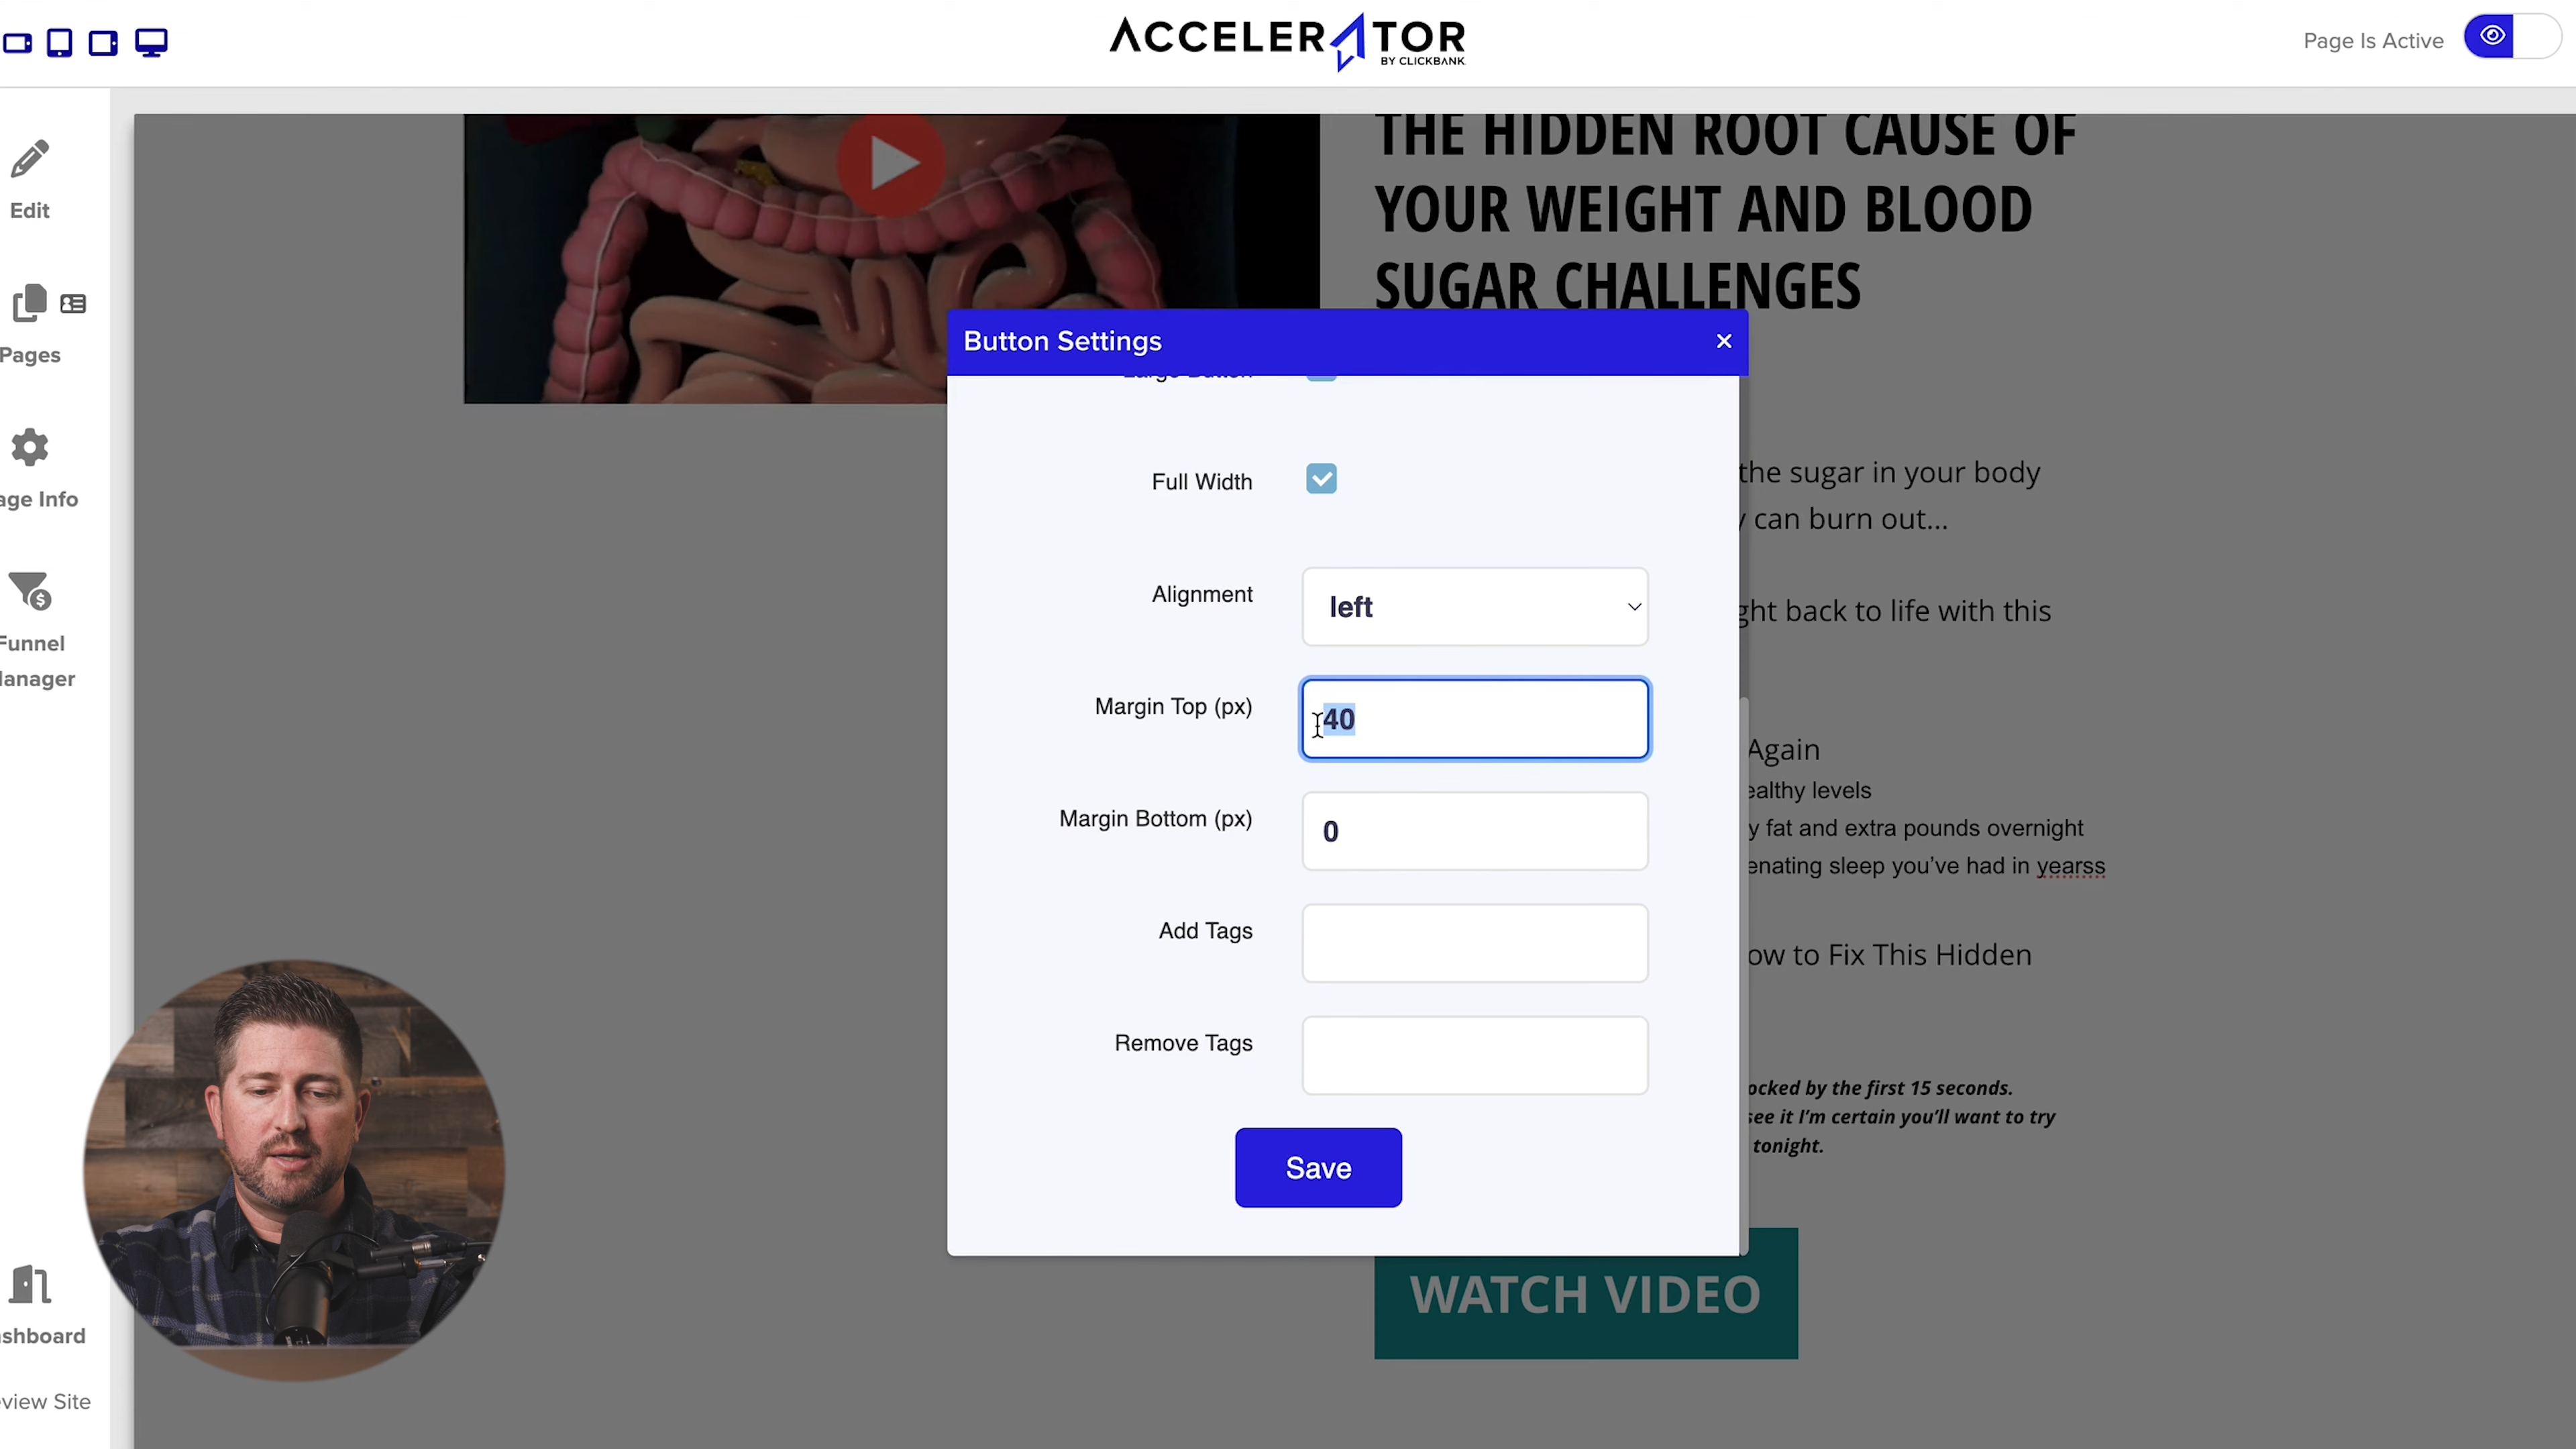 ACCELERATOR
BY CLICKBANK
Page Is Active
Edit
Pages
age Info
Funnel
anager
shboard
view Site
THE HIDDEN ROOT CAUSE OF
YOUR WEIGHT AND BLOOD
SUGAR CHALLENGES
Button Settings
Large Button
Full Width
Alignment
left
Margin Top (px)
40
Margin Bottom (px)
0
Add Tags
Remove Tags
Save
the sugar in your body
y can burn out...
ght back to life with this
Again
ealthy levels
y fat and extra pounds overnight
enating sleep you've had in yearss
ow to Fix This Hidden
ocked by the first 15 seconds.
see it I'm certain you'll want to try
tonight.
WATCH VIDEO